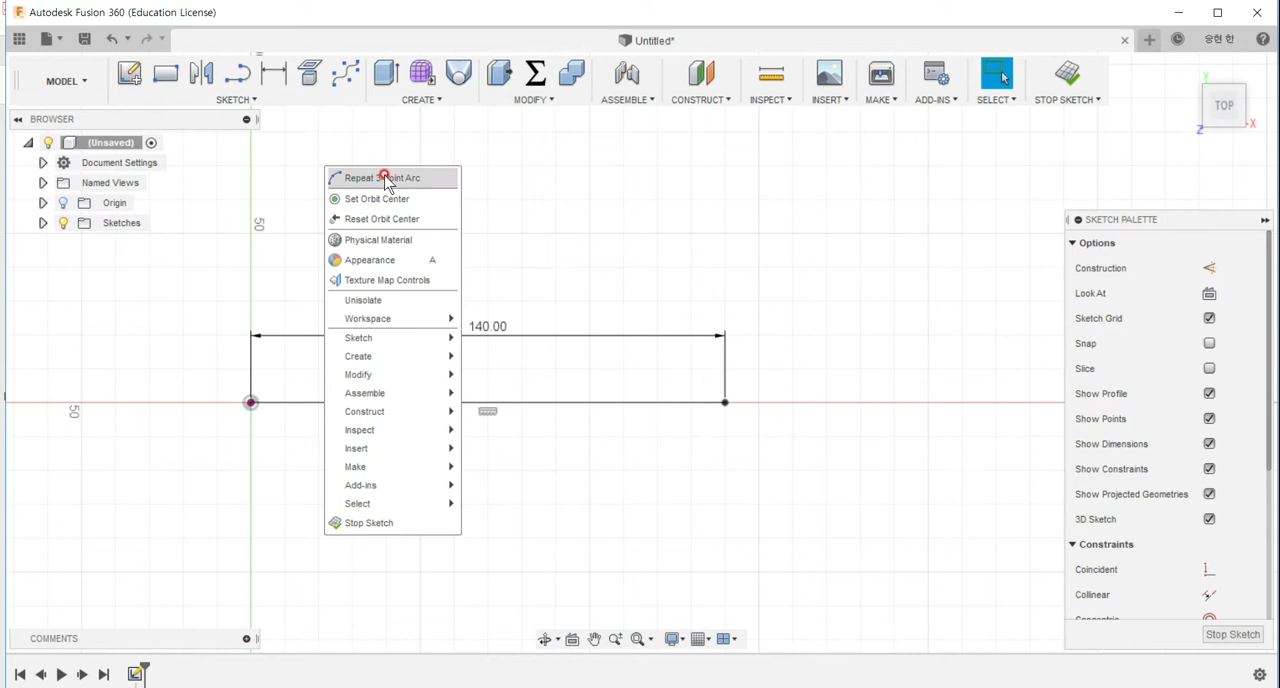 Autodesk Fusion 360 (Education License)
Untitled*
승현 한
MODEL
SKETCH
CREATE
MODIFY
ASSEMBLE
CONSTRUCT
INSPECT
INSERT
MAKE
ADD-INS
SELECT
STOP SKETCH
BROWSER
(Unsaved)
Document Settings
Named Views
Origin
Sketches
TOP
Y
X
Z
50
50
140.00
Repeat 3-Point Arc
Set Orbit Center
Reset Orbit Center
Physical Material
Appearance A
Texture Map Controls
Unisolate
Workspace
Sketch
Create
Modify
Assemble
Construct
Inspect
Insert
Make
Add-ins
Select
Stop Sketch
SKETCH PALETTE
Options
Construction
Look At
Sketch Grid
Snap
Slice
Show Profile
Show Points
Show Dimensions
Show Constraints
Show Projected Geometries
3D Sketch
Constraints
Coincident
Collinear
Stop Sketch
COMMENTS